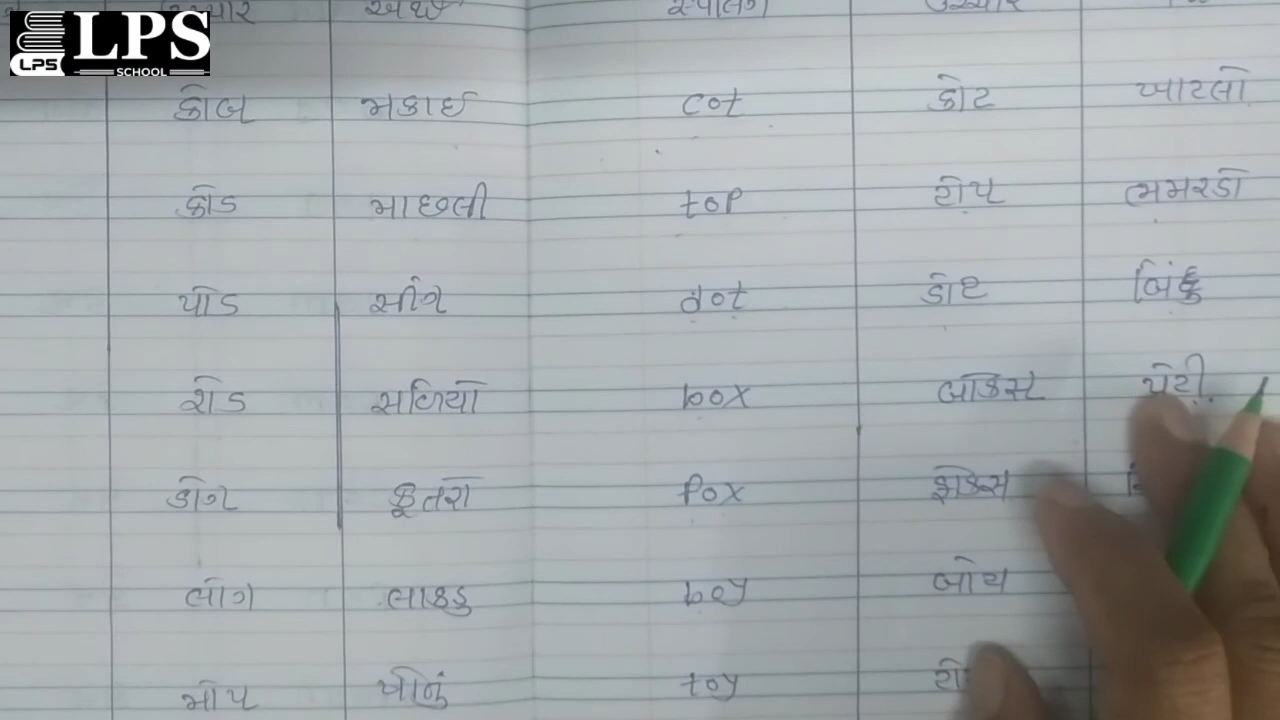 LPS
LPS
SCHOOL
ઉચ્ચાર અર્થ સ્પેલિંગ ઉચ્ચાર
કોબ મકાઈ cot કોટ ખાટલો
કોડ માછલી top ટોપ ભમરડો
પોડ સીંગ dot ડોટ બિંદુ
રોડ સળિયો box બોક્સ પેટી
ડોગ કૂતરો fox ફોક્સ
લોગ લાકડુ boy બોય
મોપ પોતું toy